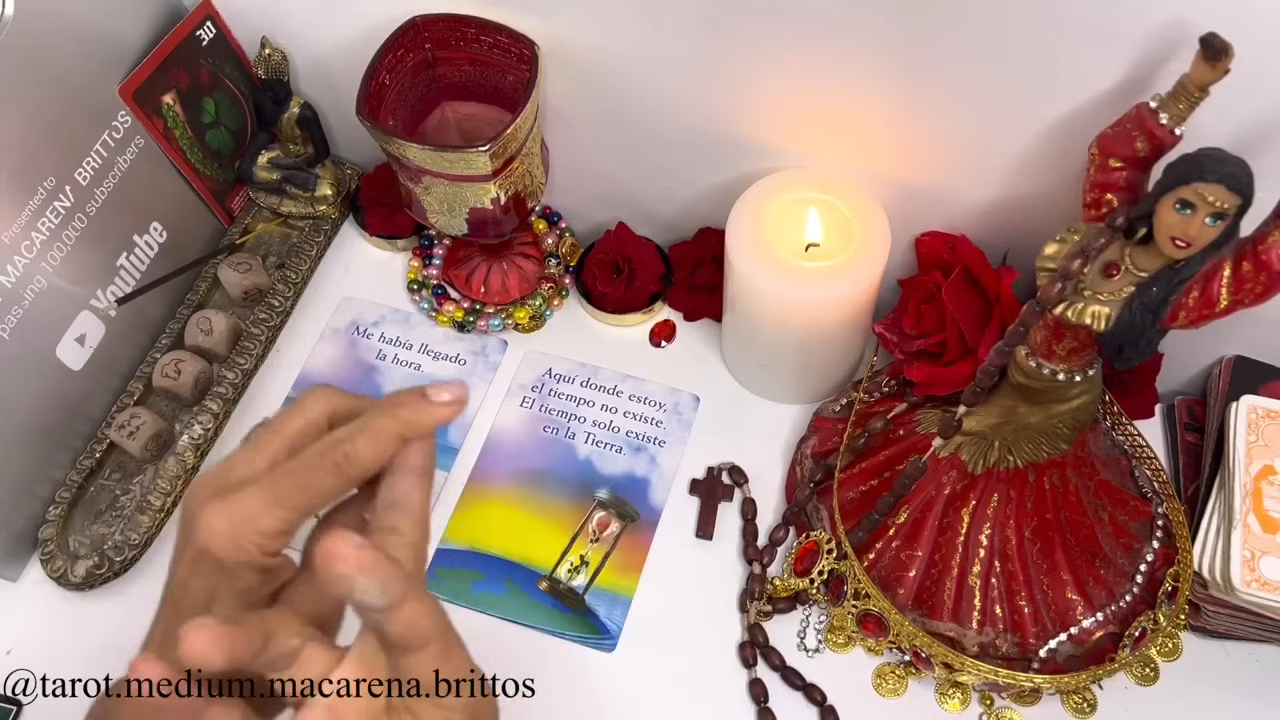 Presented to
MACARENA BRITTOS
passing 100,000 subscribers
YouTube
Me había llegado
la hora.
Aquí donde estoy,
el tiempo no existe.
El tiempo solo existe
en la Tierra.
@tarot.medium.macarena.brittos